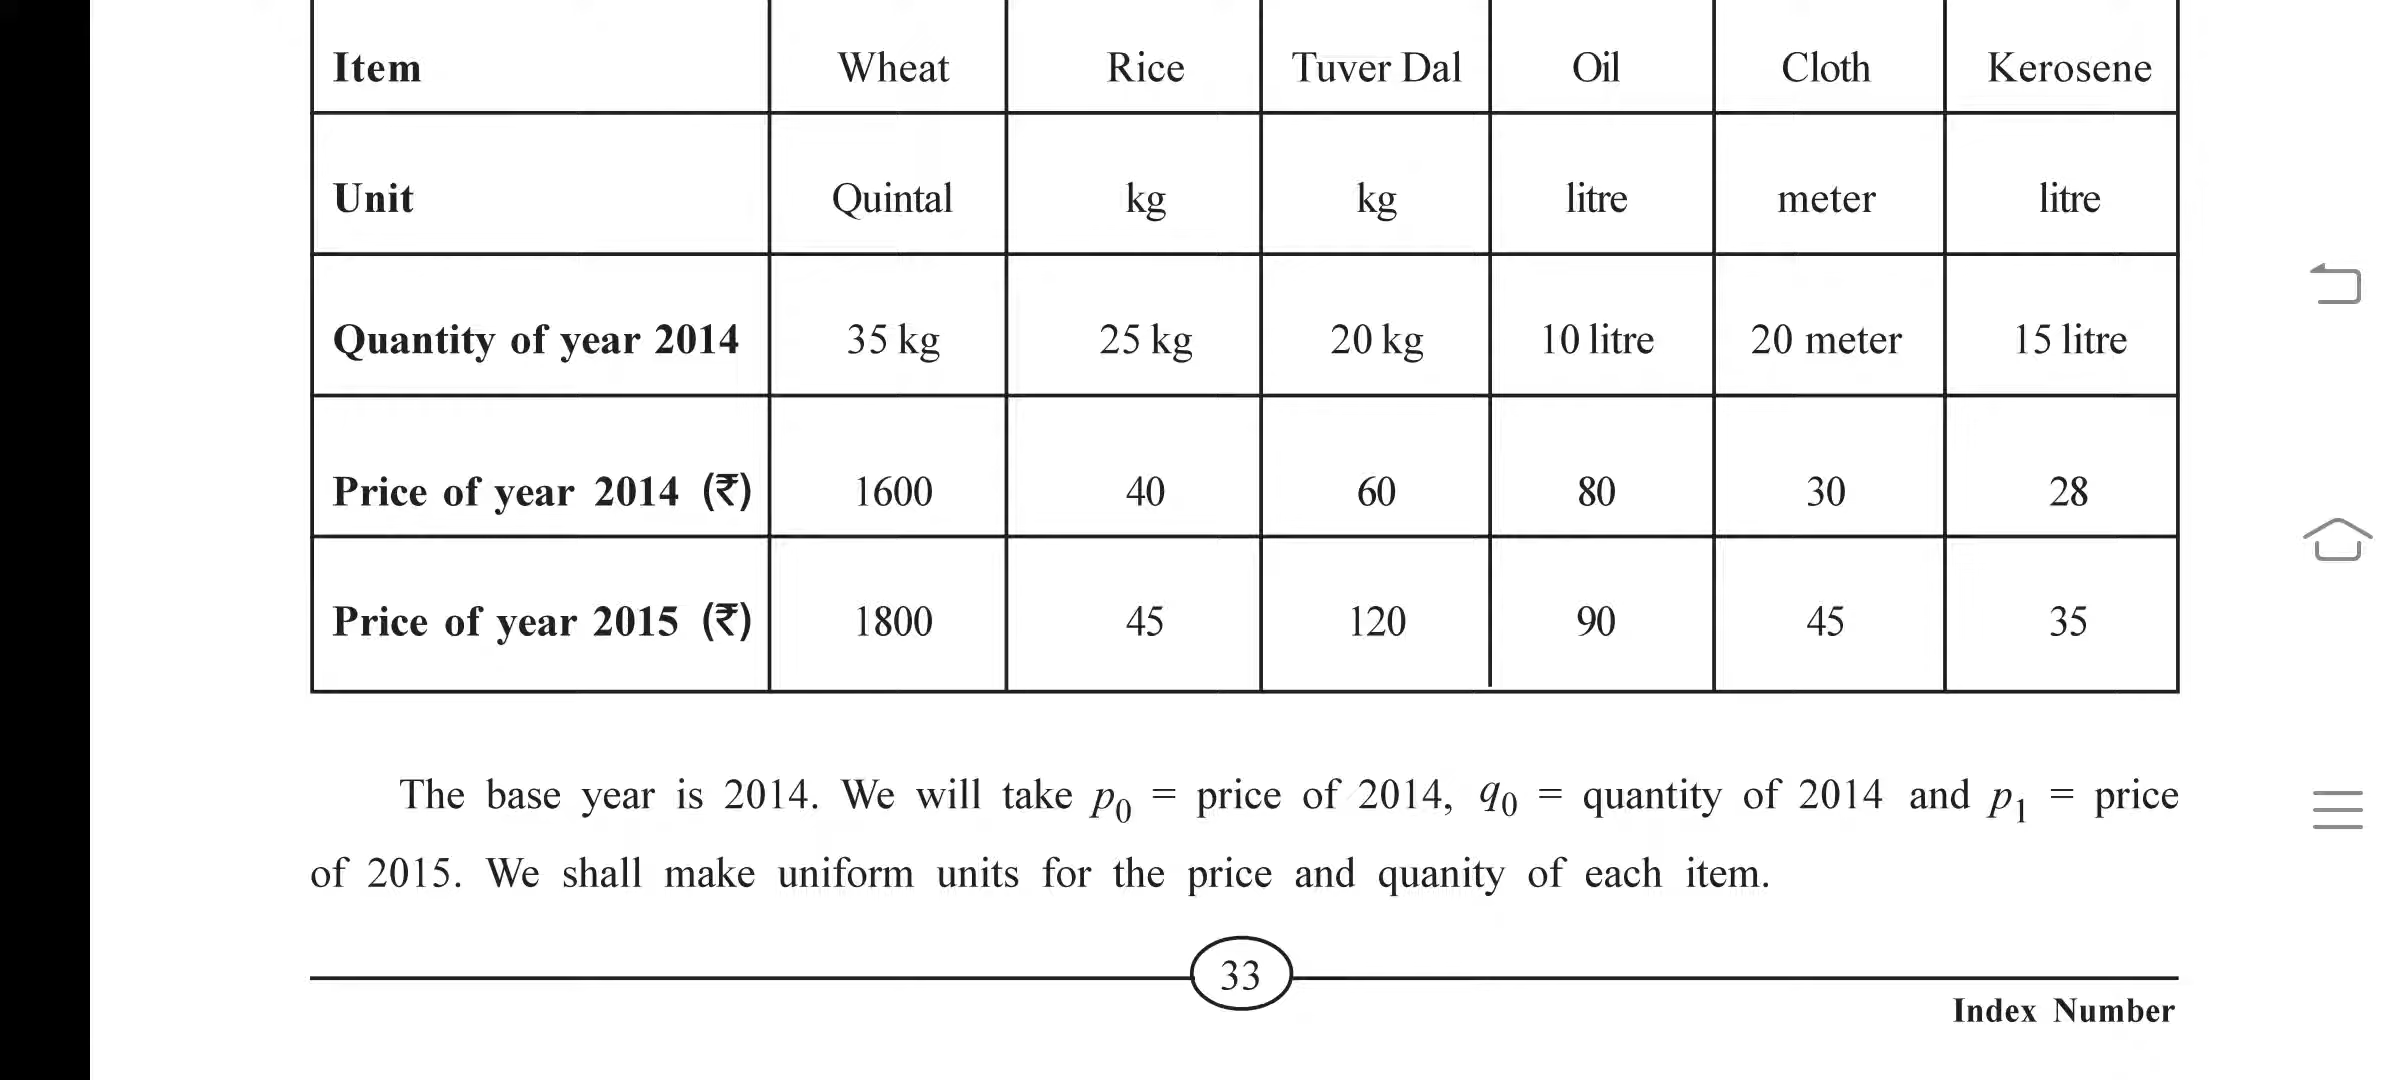 Item Wheat Rice Tuver Dal Oil Cloth Kerosene
Unit Quintal kg kg litre meter litre
Quantity of year 2014 35 kg 25 kg 20 kg 10 litre 20 meter 15 litre
Price of year 2014 (₹) 1600 40 60 80 30 28
Price of year 2015 (₹) 1800 45 120 90 45 35
The base year is 2014. We will take p₀ = price of 2014, q₀ = quantity of 2014 and p₁ = price
of 2015. We shall make uniform units for the price and quanity of each item.
33
Index Number